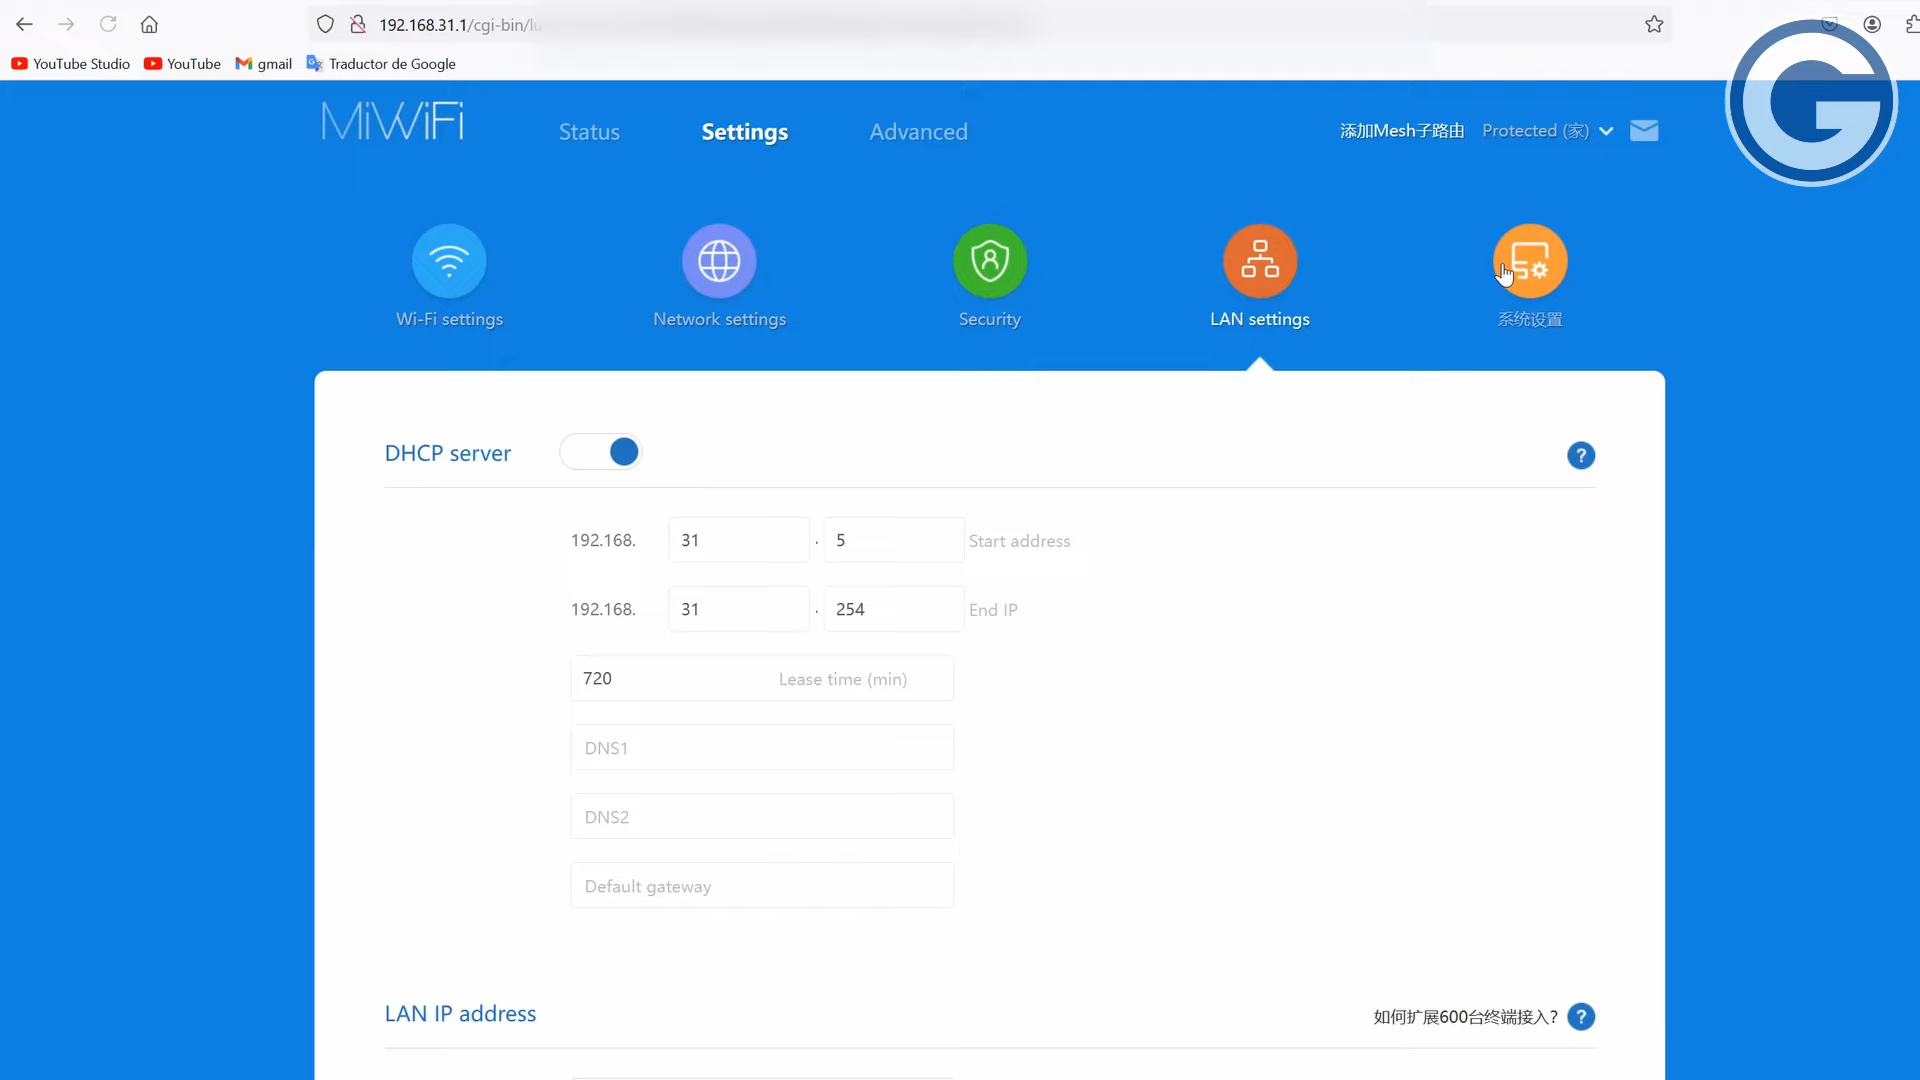 192.168.31.1/cgi-bin/lu
YouTube Studio YouTube gmail Traductor de Google
MiWiFi Status Settings Advanced 添加Mesh子路由 Protected (家)
Wi-Fi settings Network settings Security LAN settings 系统设置
DHCP server ?
192.168. 31 . 5 Start address
192.168. 31 . 254 End IP
720 Lease time (min)
DNS1
DNS2
Default gateway
LAN IP address 如何扩展600台终端接入? ?